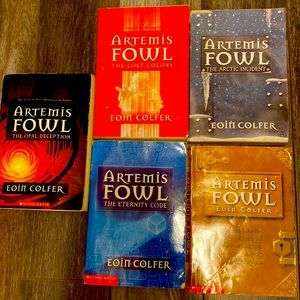 ARTEMIS
FOWL
THE OPAL DECEPTION
EOIN COLFER
SCHOLASTIC
ARTEMIS
FOWL
THE LOST COLONY
EOIN COLFER
ARTEMIS
FOWL
THE ARCTIC INCIDENT
EOIN COLFER
ARTEMIS
FOWL
THE ETERNITY CODE
EOIN COLFER
ARTEMIS
FOWL
EOIN COLFER